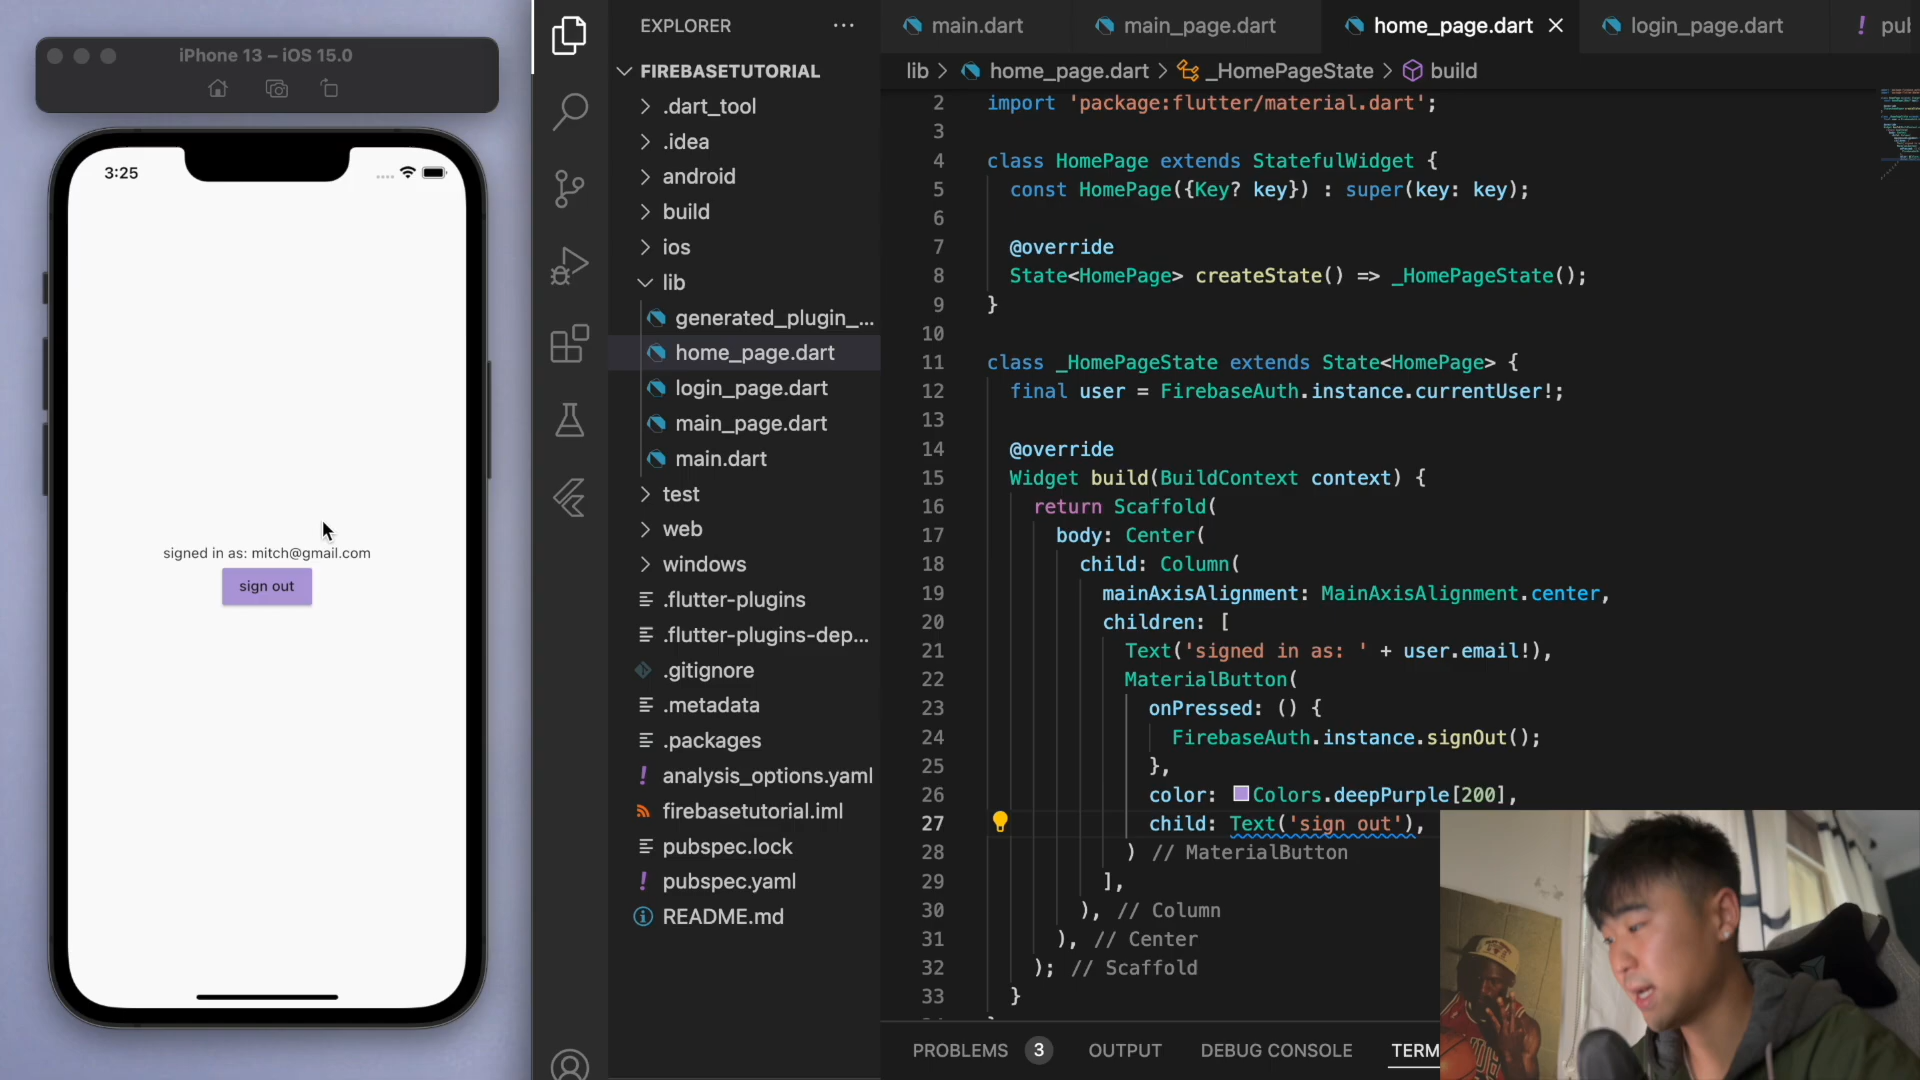 iPhone 13 – iOS 15.0
3:25
signed in as: mitch@gmail.com
sign out
EXPLORER
FIREBASETUTORIAL
.dart_tool
.idea
android
build
ios
lib
generated_plugin_...
home_page.dart
login_page.dart
main_page.dart
main.dart
test
web
windows
.flutter-plugins
.flutter-plugins-dep...
.gitignore
.metadata
.packages
analysis_options.yaml
firebasetutorial.iml
pubspec.lock
pubspec.yaml
README.md
main.dart
main_page.dart
home_page.dart
login_page.dart
! pu
lib > home_page.dart > _HomePageState > build
2 import 'package:flutter/material.dart';
3
4 class HomePage extends StatefulWidget {
5 const HomePage({Key? key}) : super(key: key);
6
7 @override
8 State<HomePage> createState() => _HomePageState();
9 }
10
11 class _HomePageState extends State<HomePage> {
12 final user = FirebaseAuth.instance.currentUser!;
13
14 @override
15 Widget build(BuildContext context) {
16 return Scaffold(
17 body: Center(
18 child: Column(
19 mainAxisAlignment: MainAxisAlignment.center,
20 children: [
21 Text('signed in as: ' + user.email!),
22 MaterialButton(
23 onPressed: () {
24 FirebaseAuth.instance.signOut();
25 },
26 color: Colors.deepPurple[200],
27 child: Text('sign out'),
28 ) // MaterialButton
29 ],
30 ), // Column
31 ), // Center
32 ); // Scaffold
33 }
PROBLEMS 3 OUTPUT DEBUG CONSOLE TERM